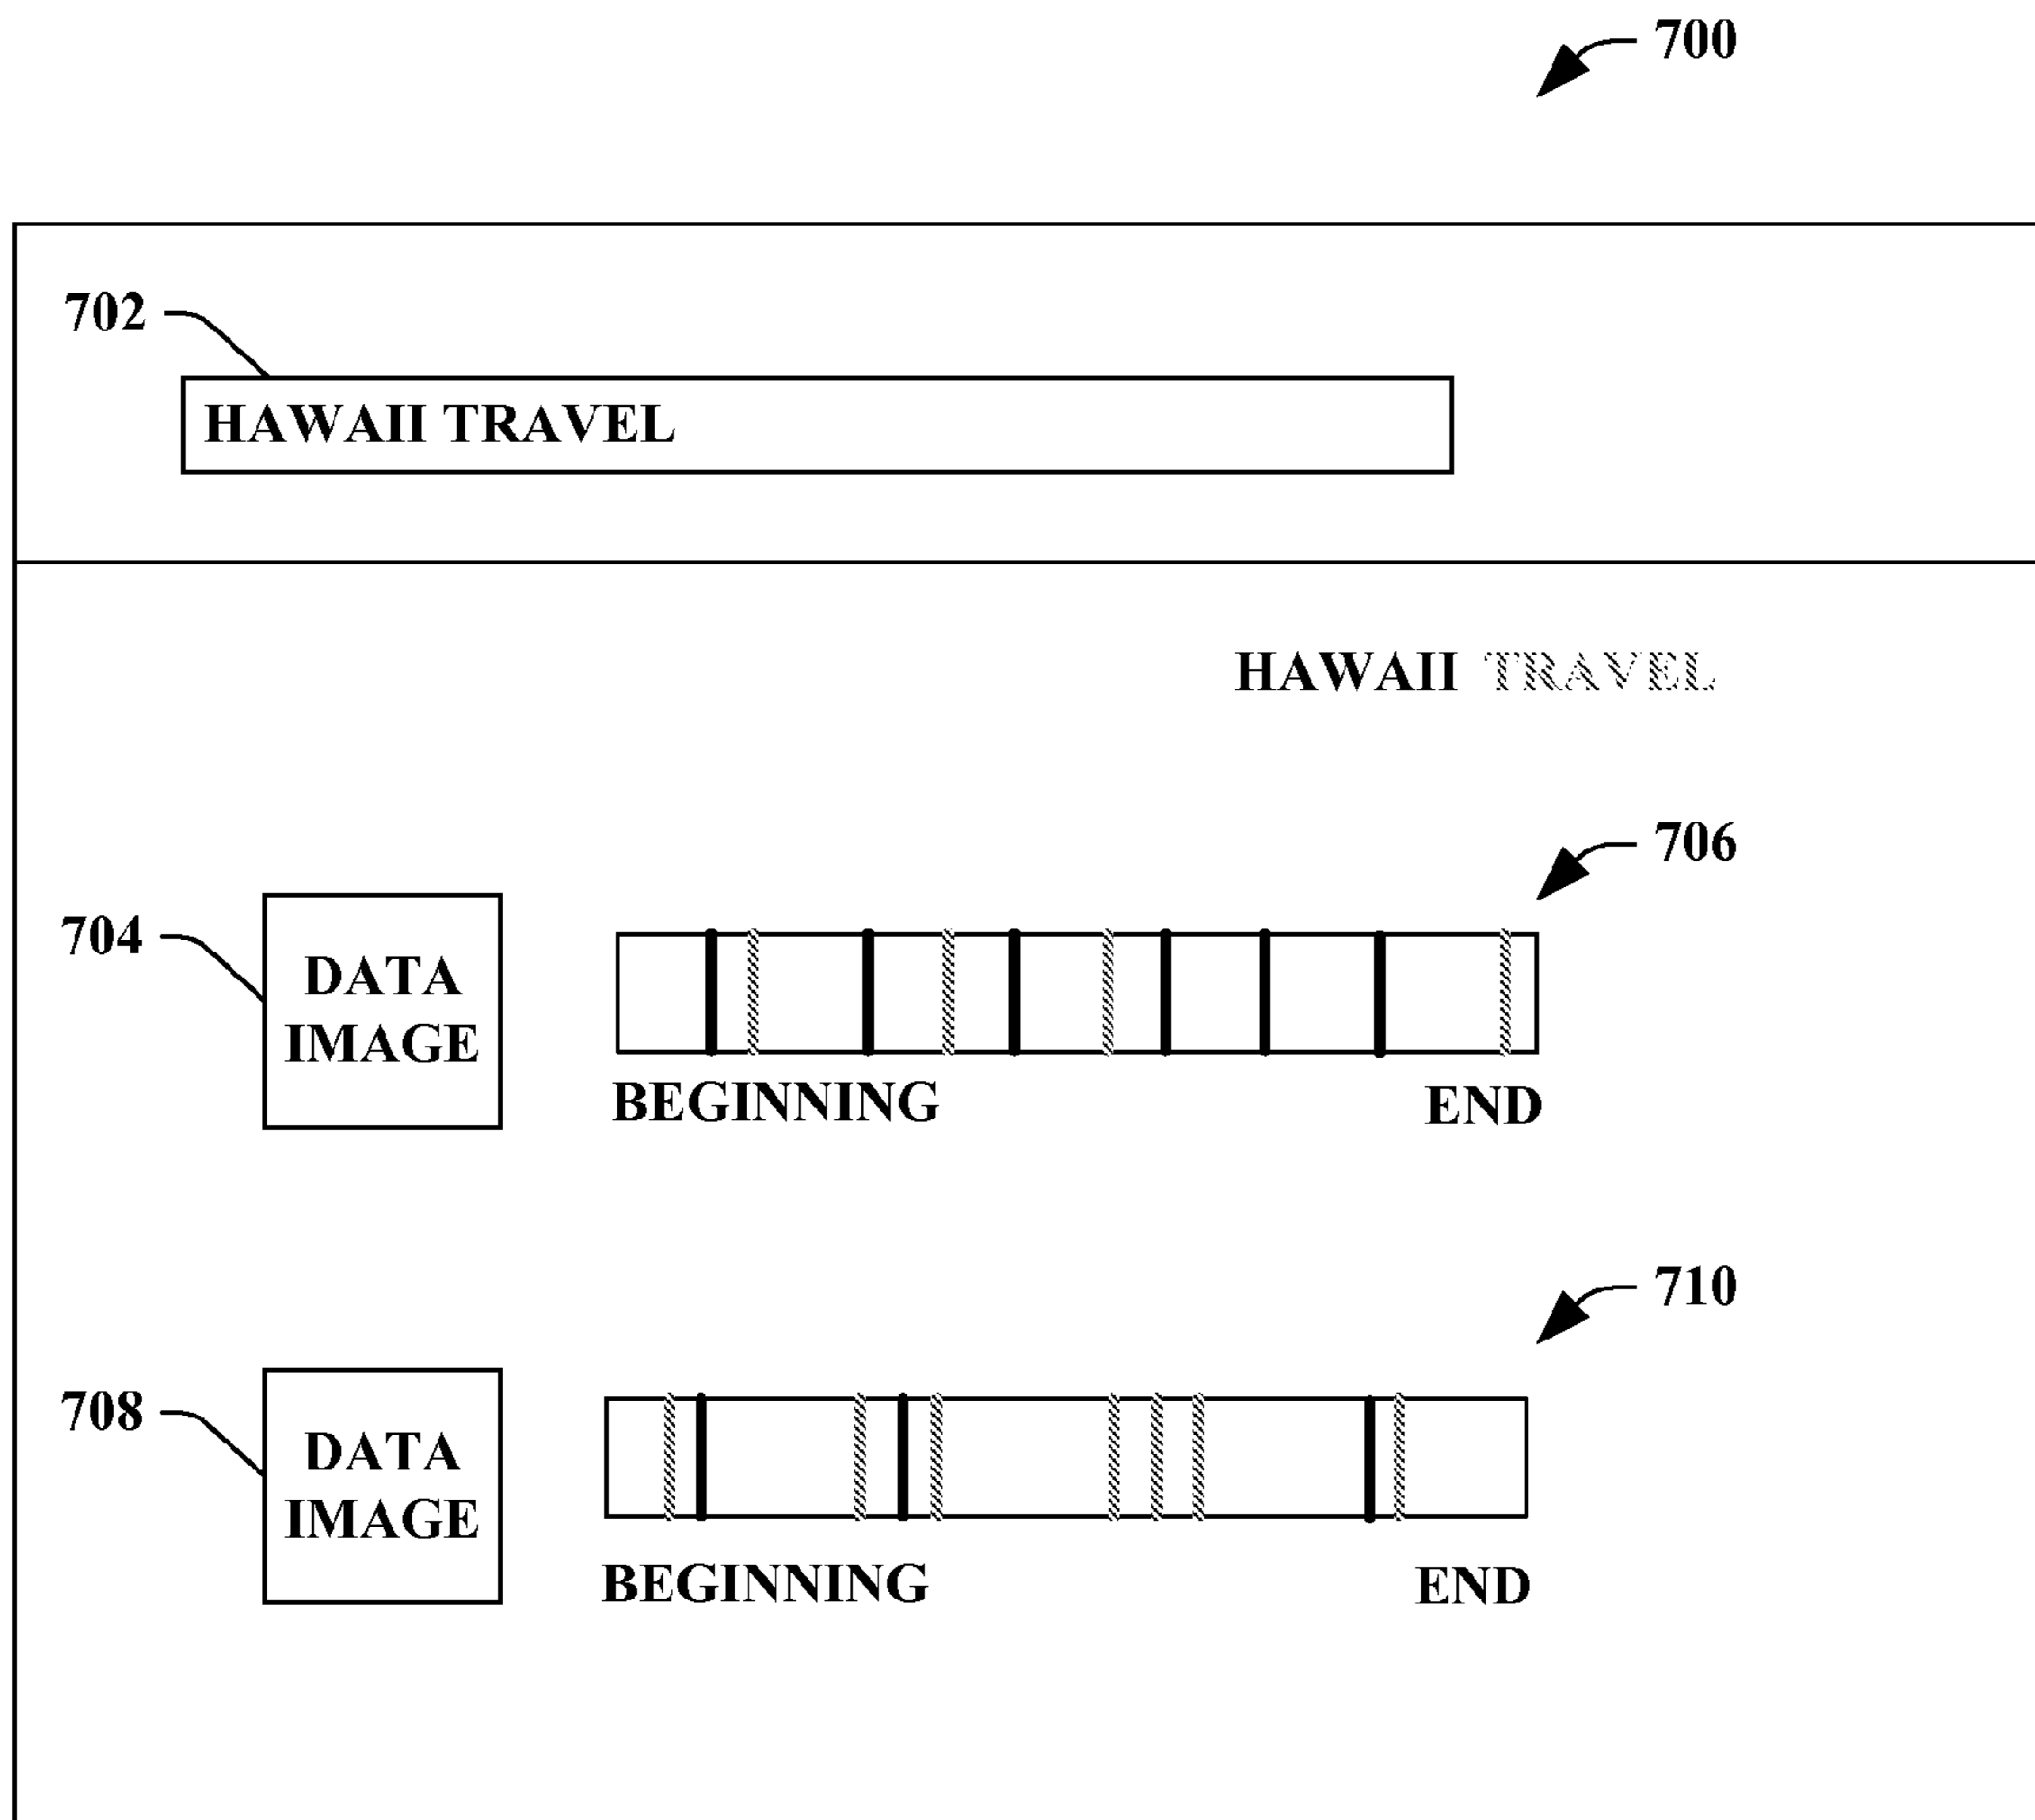 700
702
HAWAII TRAVEL
HAWAII TRAVEL
706
704
DATA
IMAGE
BEGINNING
END
710
708
DATA
IMAGE
BEGINNING
END